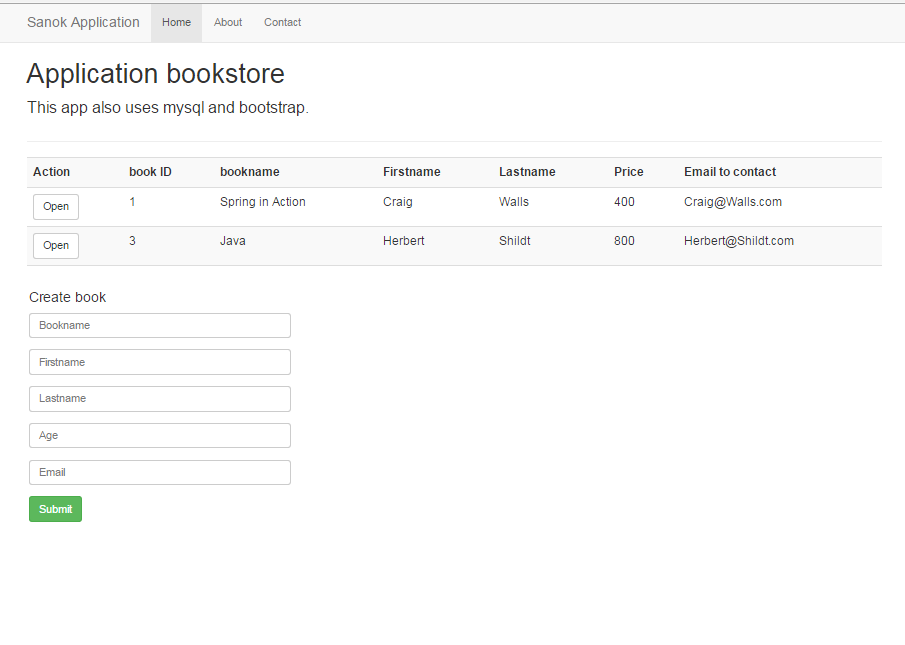 Sanok Application Home About Contact
Application bookstore
This app also uses mysql and bootstrap.
Action book ID bookname Firstname Lastname Price Email to contact
Open 1 Spring in Action Craig Walls 400 Craig@Walls.com
Open 3 Java Herbert Shildt 800 Herbert@Shildt.com
Create book
Bookname
Firstname
Lastname
Age
Email
Submit